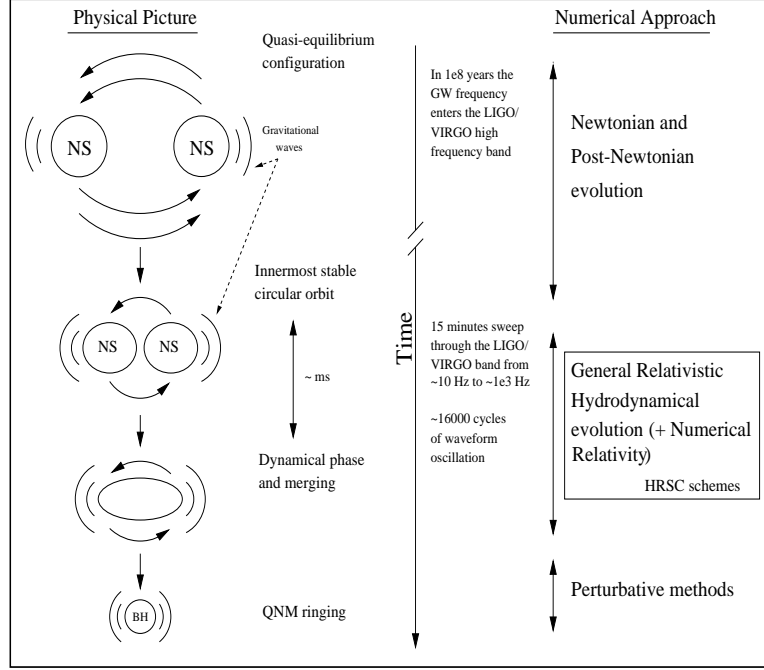 Physical Picture
Numerical Approach
Quasi-equilibrium
configuration
NS
NS
Gravitational
waves
In 1e8 years the
GW frequency
enters the LIGO/
VIRGO high
frequency band
Newtonian and
Post-Newtonian
evolution
Innermost stable
circular orbit
NS
NS
~ ms
Time
15 minutes sweep
through the LIGO/
VIRGO band from
~10 Hz to ~1e3 Hz
~16000 cycles
of waveform
oscillation
General Relativistic
Hydrodynamical
evolution (+ Numerical
Relativity)
HRSC schemes
Dynamical phase
and merging
BH
QNM ringing
Perturbative methods